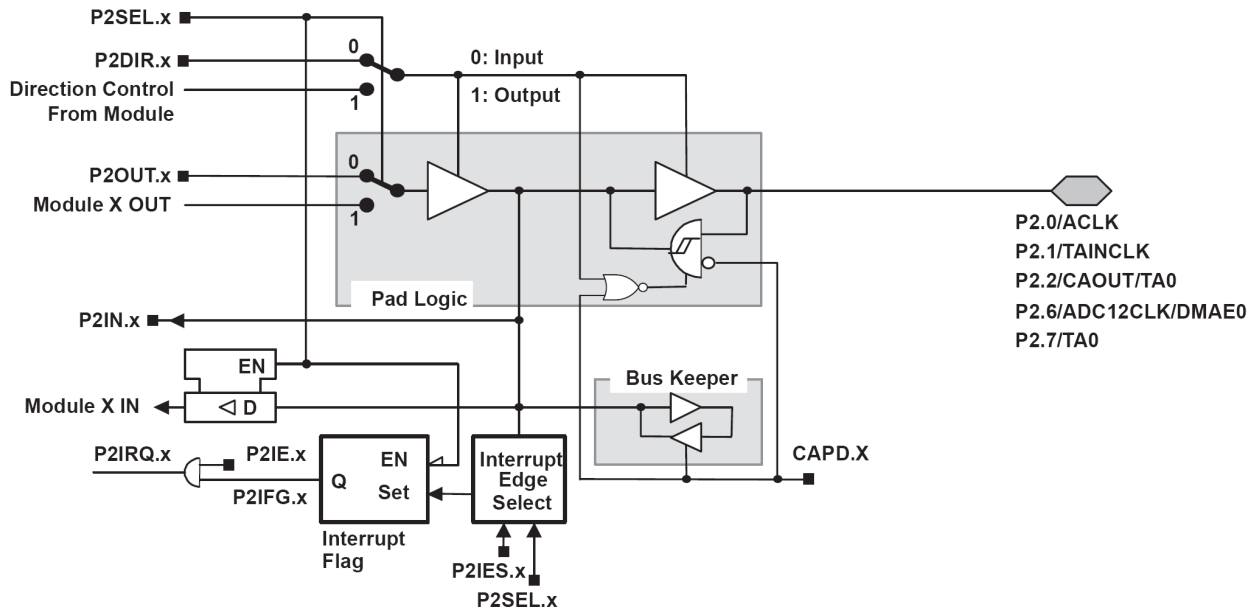 P2SEL.x
0
P2DIR.x
0: Input
Direction Control
From Module
1
1: Output
0
P2OUT.x
Module X OUT
1
P2.0/ACLK
P2.1/TAINCLK
P2.2/CAOUT/TA0
P2.6/ADC12CLK/DMAE0
P2.7/TA0
Pad Logic
P2IN.x
EN
Bus Keeper
Module X IN
D
P2IRQ.x
P2IE.x
EN
Interrupt
Edge
Select
CAPD.X
Q
Set
P2IFG.x
Interrupt
Flag
P2IES.x
P2SEL.x